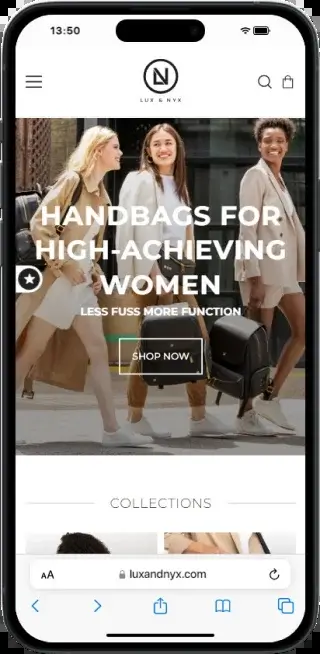 13:50
N
LUX & NYX
HANDBAGS FOR
HIGH-ACHIEVING
WOMEN
LESS FUSS MORE FUNCTION
SHOP NOW
COLLECTIONS
AA
luxandnyx.com